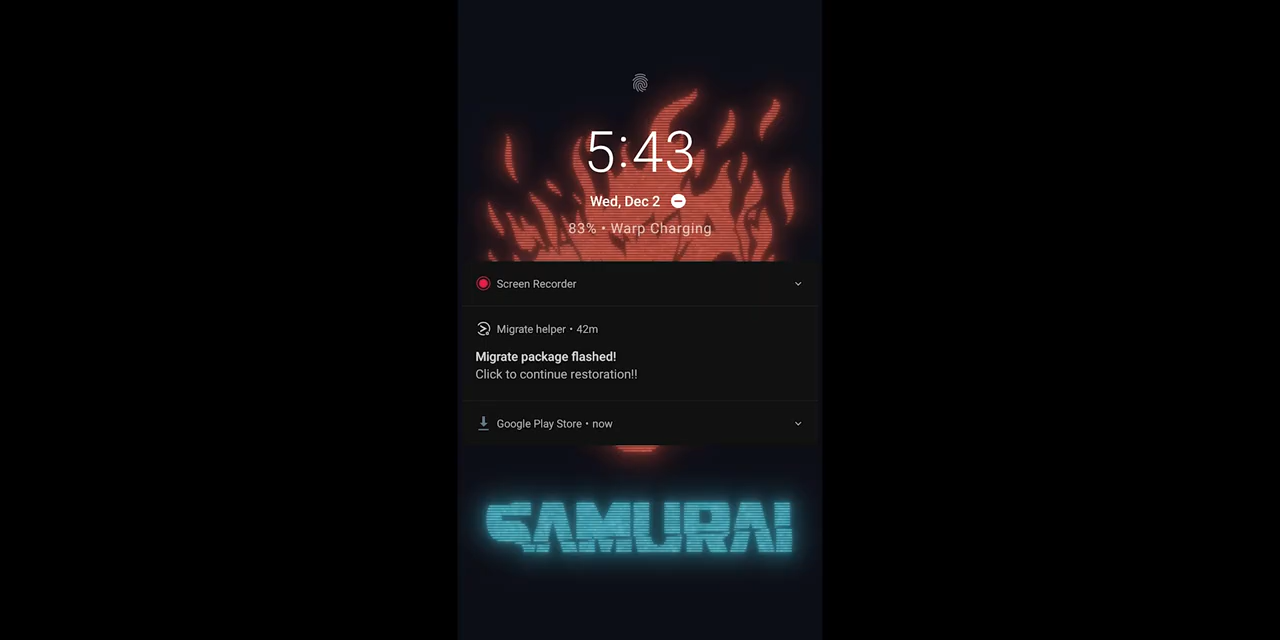 5:43
Wed, Dec 2
83% • Warp Charging
Screen Recorder
Migrate helper • 42m
Migrate package flashed!
Click to continue restoration!!
Google Play Store • now
SAMURAI